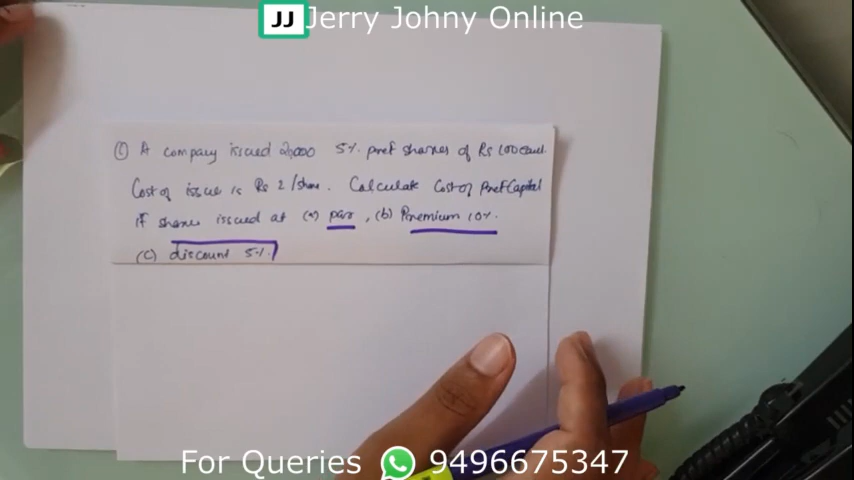 JJ Jerry Johny Online
(1) A company issued 20,000 5%. pref shares of Rs 100 each.
Cost of issue is Rs 2 / share. Calculate Cost of Pref Capital
if shares issued at (a) par, (b) Premium 10%.
(c) discount 5%.
For Queries 9496675347